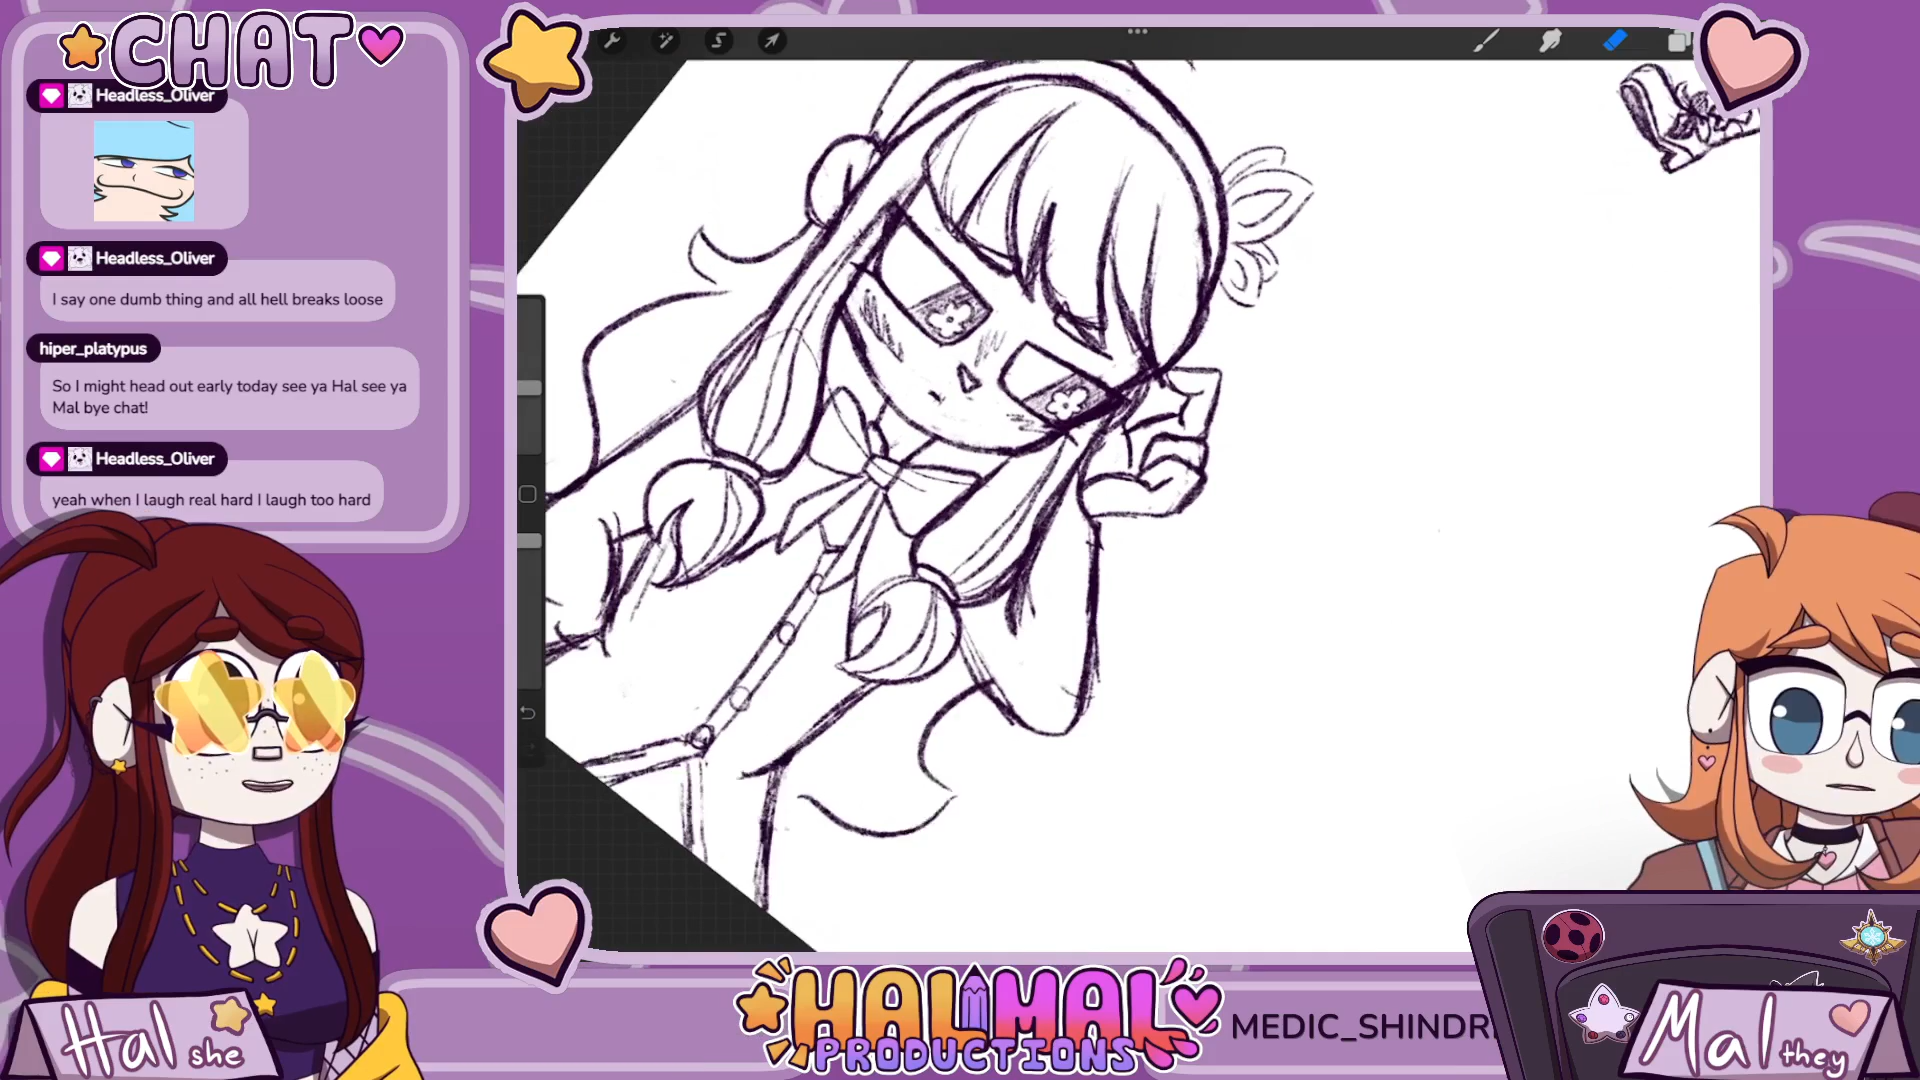 CHAT
Headless_Oliver
Headless_Oliver
I say one dumb thing and all hell breaks loose
hiper_platypus
So I might head out early today see ya Hal see ya
Mal bye chat!
Headless_Oliver
yeah when I laugh real hard I laugh too hard
Hal she
HAL MAL
PRODUCTIONS
MEDIC_SHINDR
Mal they